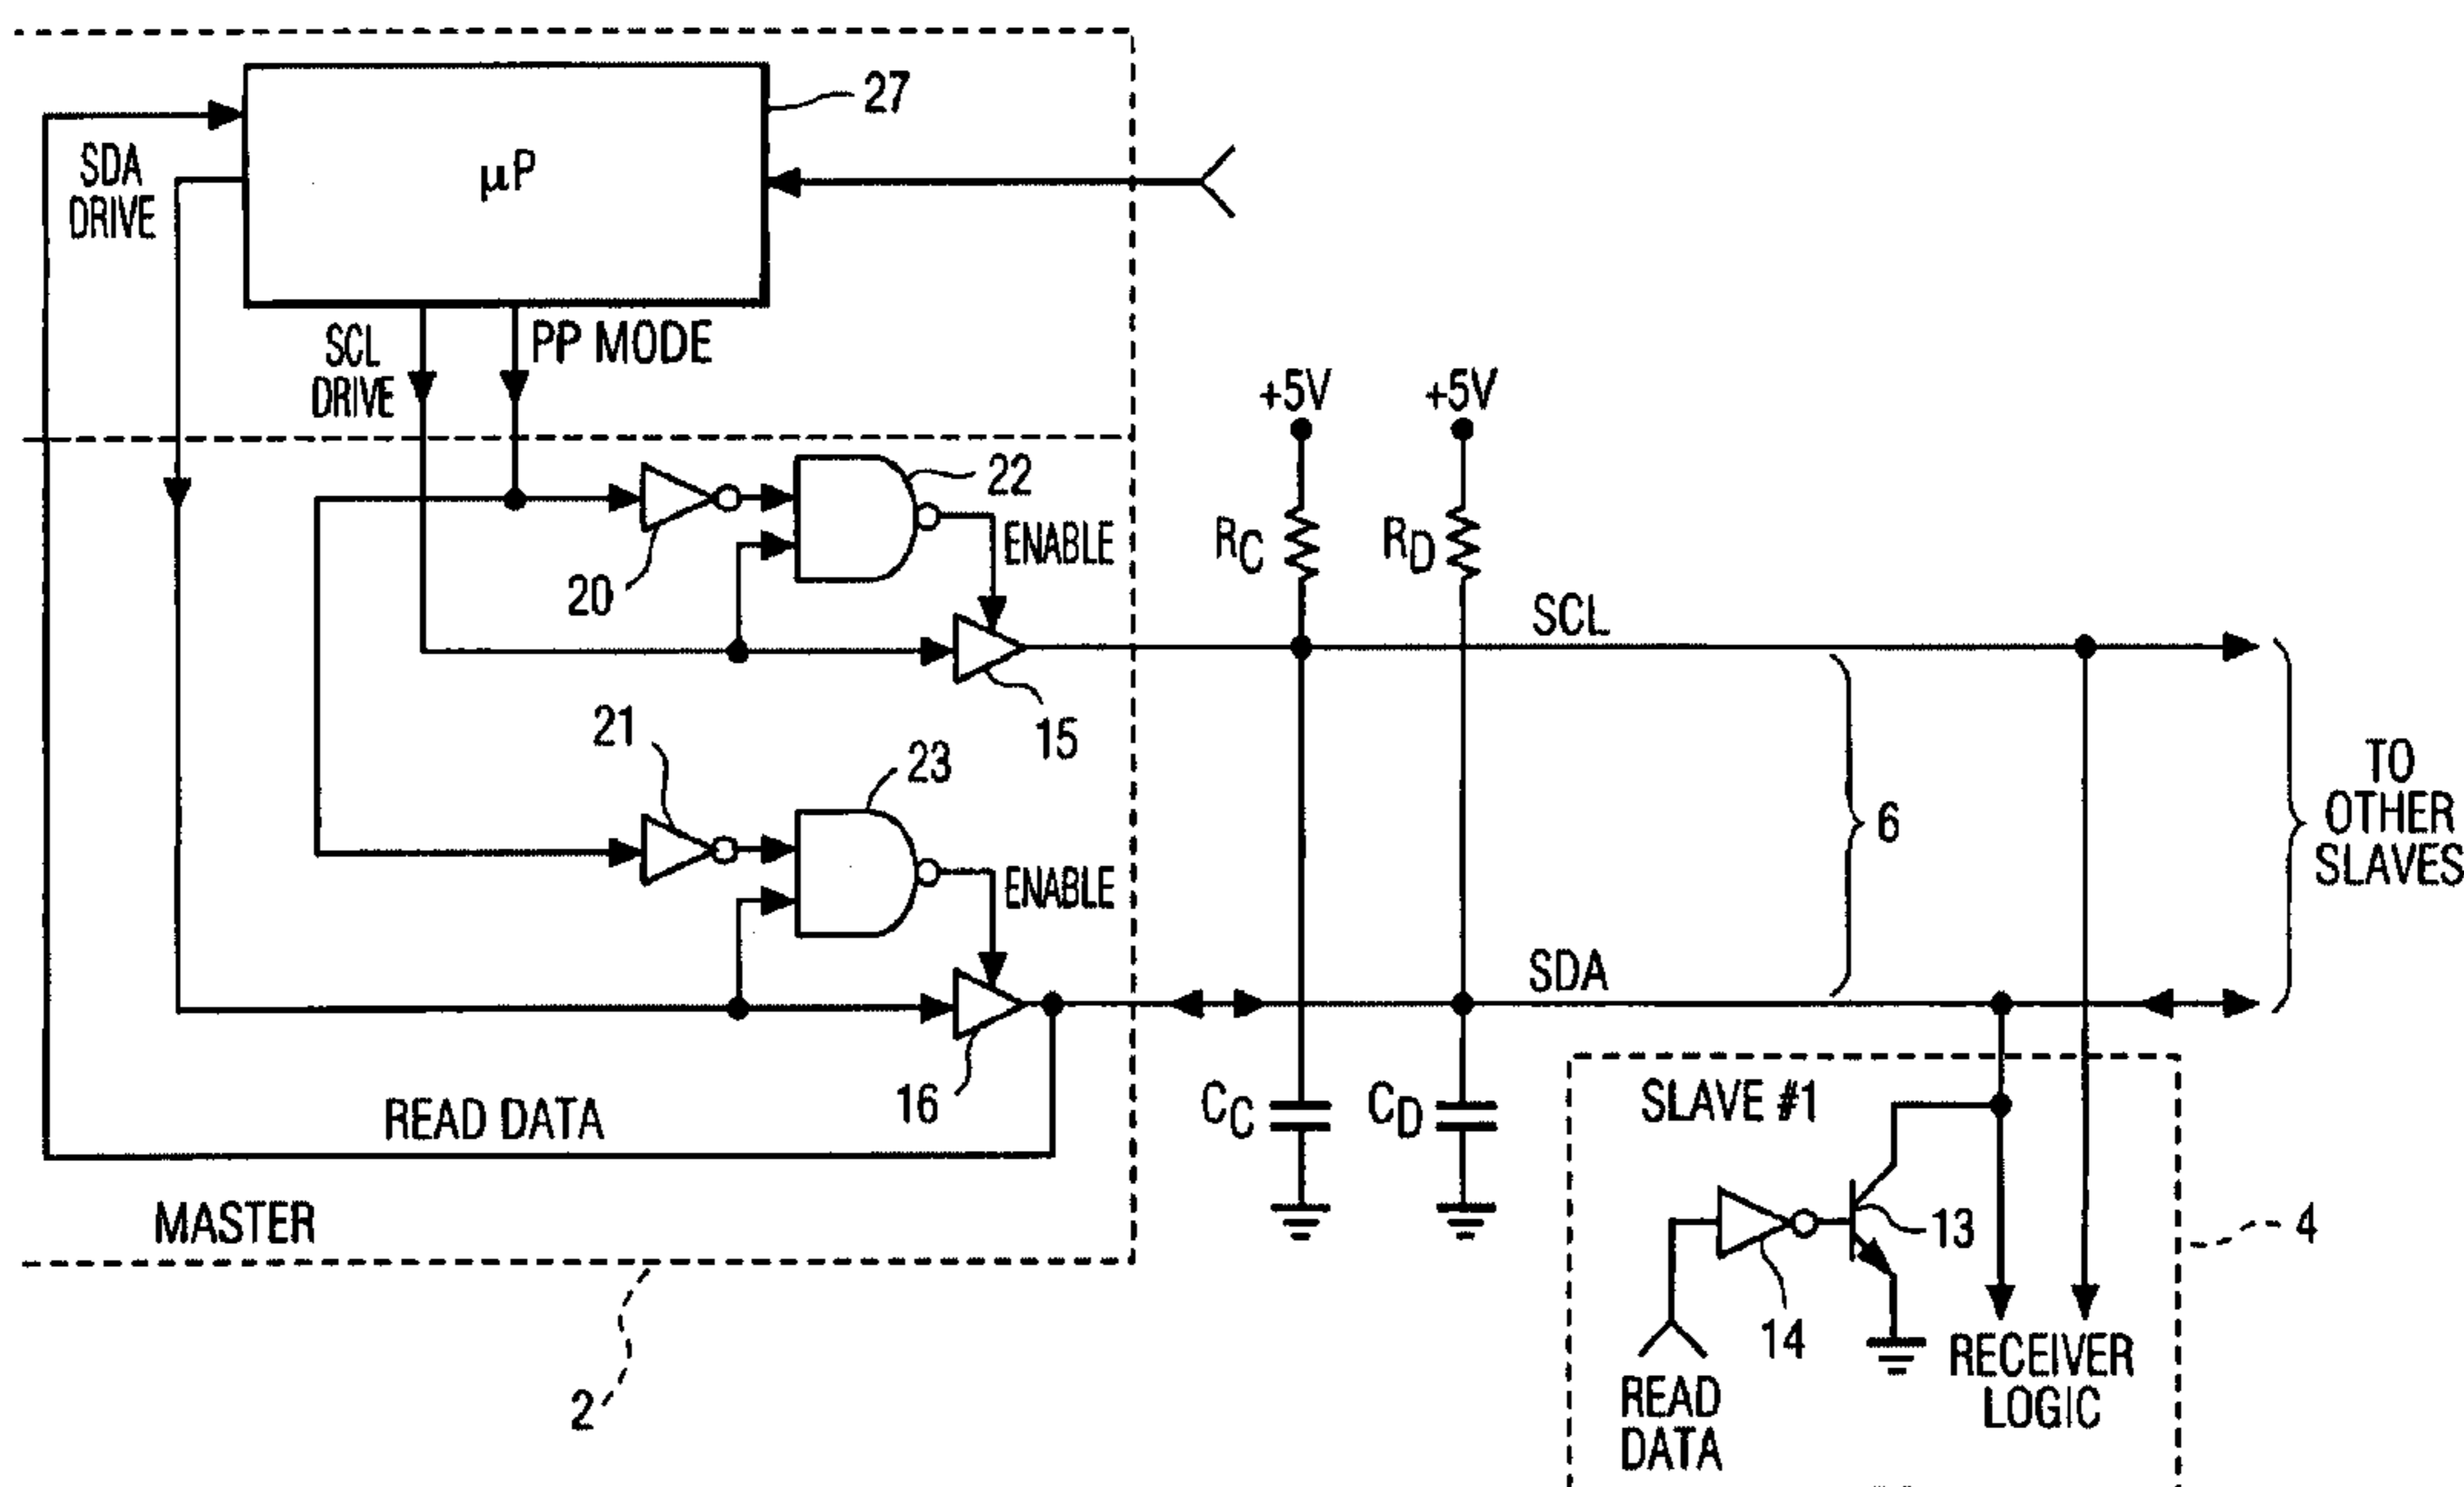 27
SDA
DRIVE
µP
SCL
DRIVE
PP MODE
+5V
+5V
22
ENABLE
20
RC
RD
SCL
15
21
23
ENABLE
6
TO
OTHER
SLAVES
SDA
16
READ DATA
CC
CD
SLAVE #1
MASTER
13
4
14
2
READ
DATA
RECEIVER
LOGIC